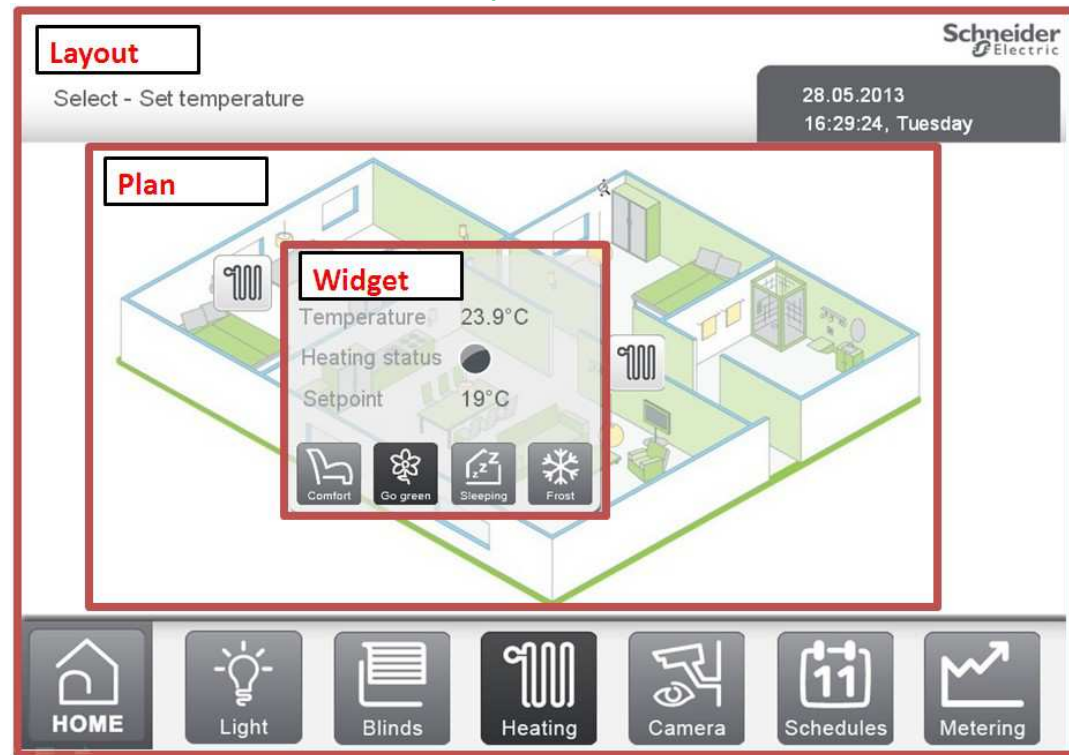 Layout
Schneider
Electric
Select - Set temperature
28.05.2013
16:29:24, Tuesday
Plan
Widget
Temperature 23.9°C
Heating status
Setpoint 19°C
Comfort Go green Sleeping Frost
HOME Light Blinds Heating 11 Camera Schedules Metering